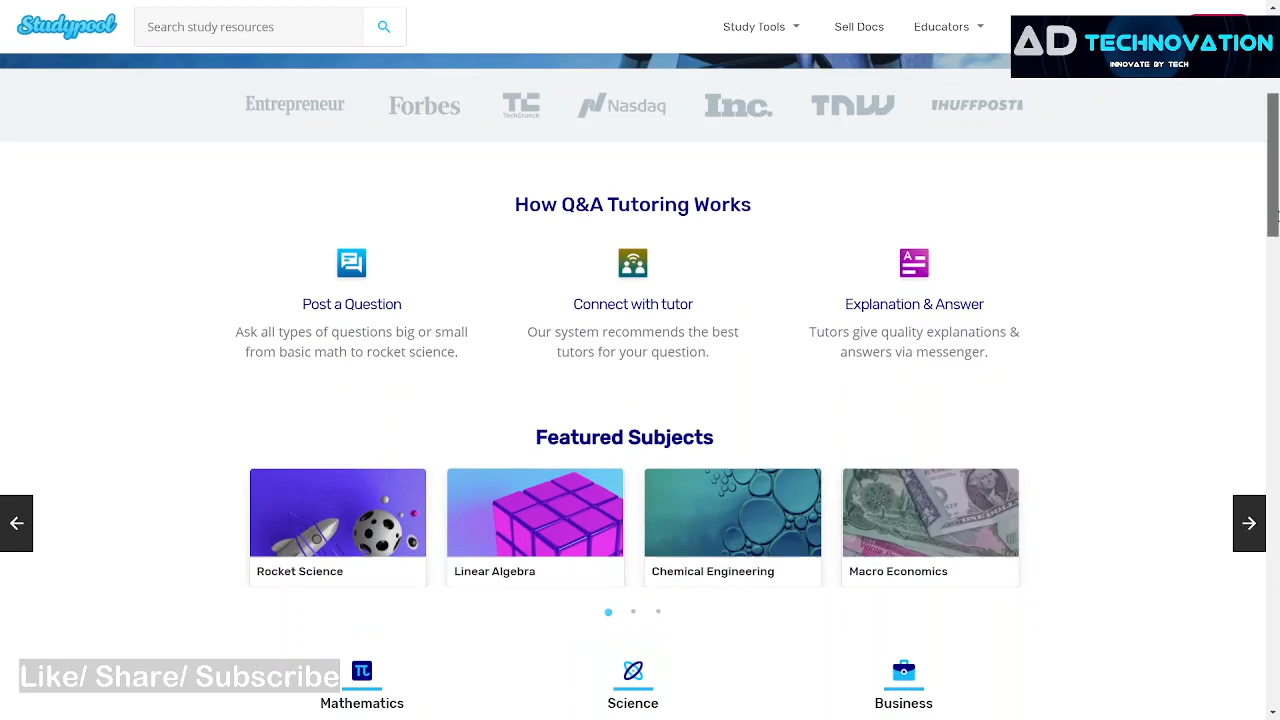 Studypool
Search study resources
Study Tools
Sell Docs
Educators
AD TECHNOVATION
INNOVATE BY TECH
Entrepreneur
Forbes
TC
TechCrunch
Nasdaq
Inc.
TNW
IHUFFPOSTI
How Q&A Tutoring Works
Post a Question
Connect with tutor
Explanation & Answer
Ask all types of questions big or small
from basic math to rocket science.
Our system recommends the best
tutors for your question.
Tutors give quality explanations &
answers via messenger.
Featured Subjects
Rocket Science
Linear Algebra
Chemical Engineering
Macro Economics
Like/ Share/ Subscribe
π
Mathematics
Science
Business